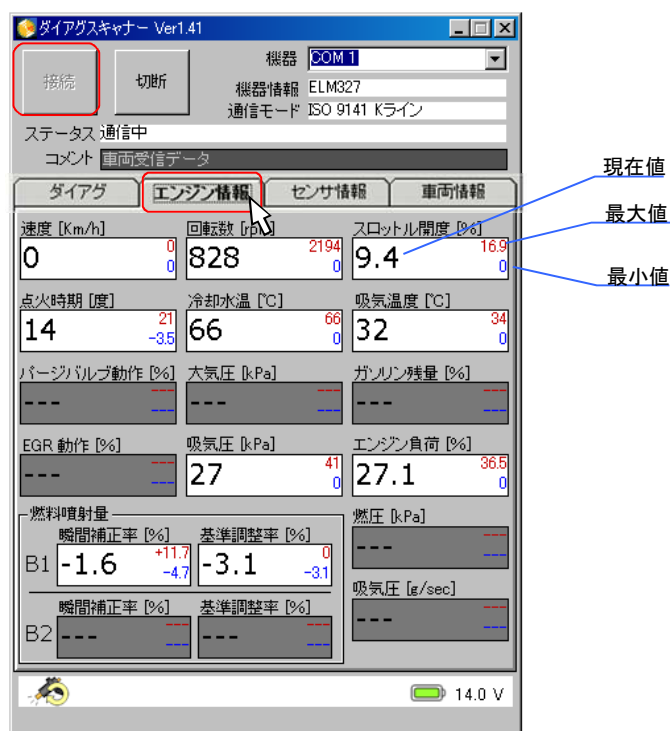 ダイアグスキャナー Ver1.41
接続
切断
機器 COM 1
機器情報 ELM327
通信モード ISO 9141 Kライン
ステータス 通信中
コメント 車両受信データ
ダイアグ エンジン情報 センサ情報 車両情報
現在値
最大値
最小値
速度 [Km/h] 回転数 [rpm] スロットル開度 [%]
0 0 0 828 2194 0 9.4 16.9 0
点火時期 [度] 冷却水温 [℃] 吸気温度 [℃]
14 21 -3.5 66 66 0 32 34 0
パージバルブ動作 [%] 大気圧 [kPa] ガソリン残量 [%]
--- --- --- --- --- --- --- --- ---
EGR 動作 [%] 吸気圧 [kPa] エンジン負荷 [%]
--- --- --- 27 41 0 27.1 36.5 0
燃料噴射量 燃圧 [kPa]
瞬間補正率 [%] 基準調整率 [%]
B1 -1.6 +11.7 -4.7 -3.1 0 -3.1 --- --- ---
吸気圧 [g/sec]
瞬間補正率 [%] 基準調整率 [%]
B2 --- --- --- --- --- --- --- --- ---
14.0 V